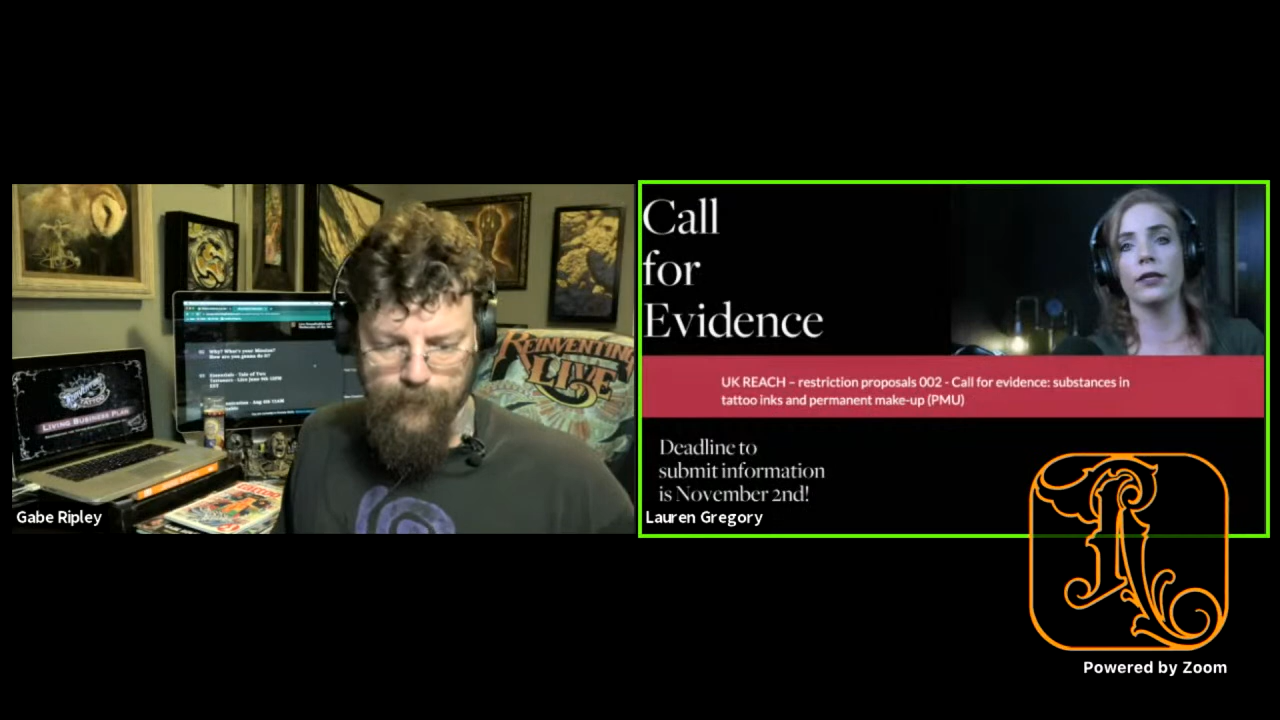 REINVENTING
LIVE
LIVING BUSINESS PLAN
Gabe Ripley
Call
for
Evidence
UK REACH – restriction proposals 002 - Call for evidence: substances in
tattoo inks and permanent make-up (PMU)
Deadline to
submit information
is November 2nd!
Lauren Gregory
Powered by Zoom